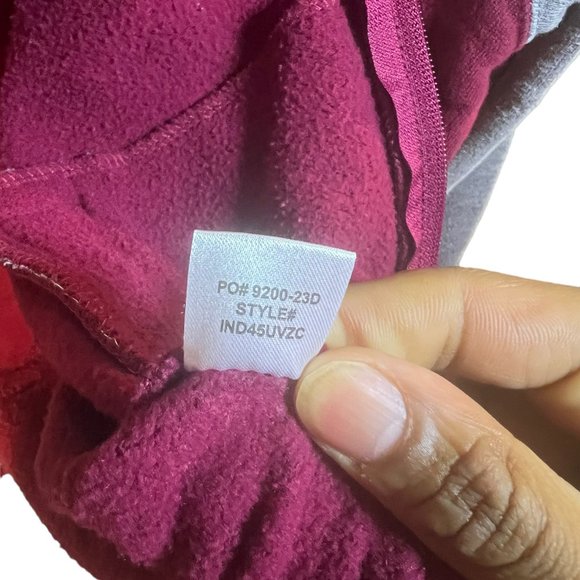 PO# 9200-23D
STYLE#
IND45UVZC